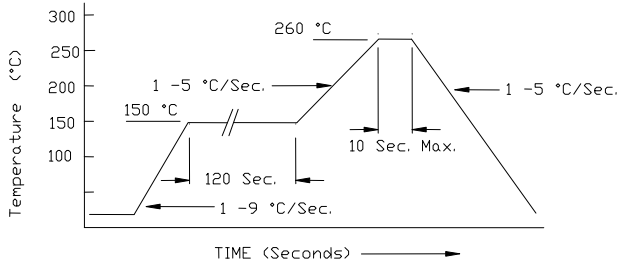 300
260 °C
250
200
1 -5 °C/Sec.
1 -5 °C/Sec.
150 °C
150
10 Sec. Max.
100
120 Sec.
1 -9 °C/Sec.
Temperature (°C)
TIME (Seconds)